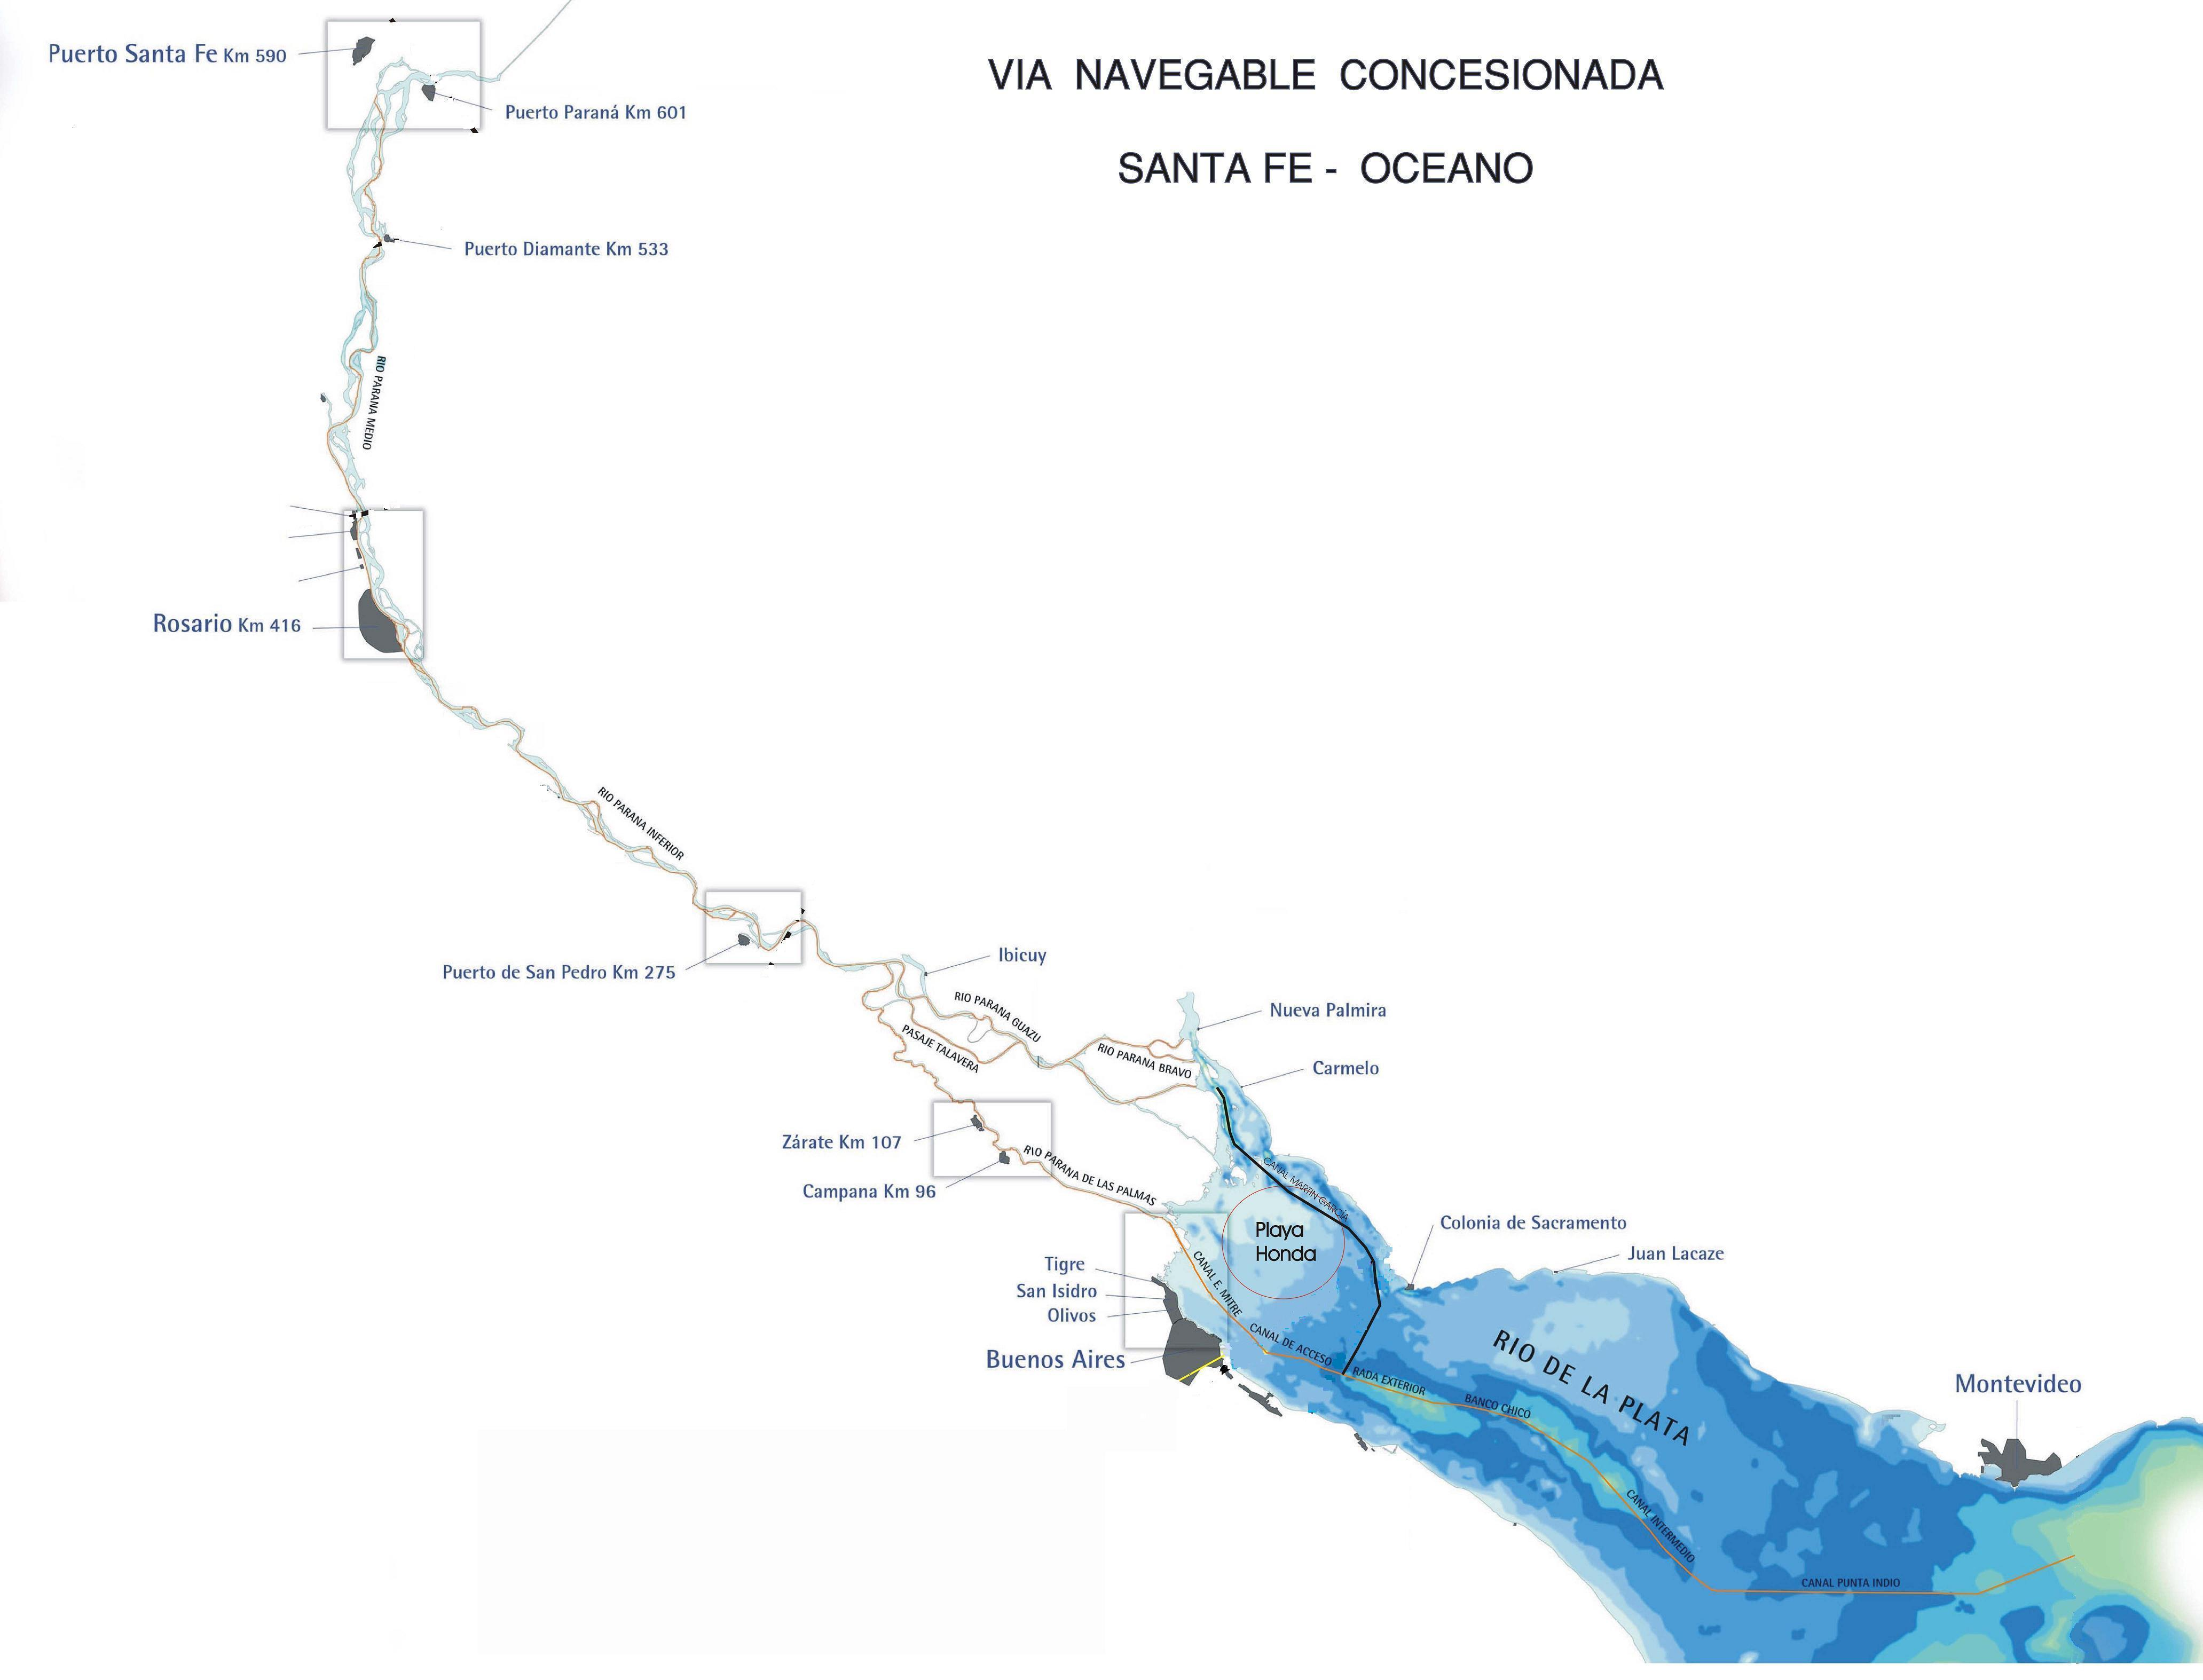 VIA NAVEGABLE CONCESIONADA
SANTA FE - OCEANO
Puerto Santa Fe Km 590
Puerto Paraná Km 601
Puerto Diamante Km 533
RIO PARANA MEDIO
Rosario Km 416
RIO PARANA INFERIOR
Puerto de San Pedro Km 275
Ibicuy
RIO PARANA GUAZU
PASAJE TALAVERA
Nueva Palmira
RIO PARANA BRAVO
Carmelo
Zárate Km 107
RIO PARANA DE LAS PALMAS
Campana Km 96
CANAL MARTIN GARCÍA
Playa
Honda
Colonia de Sacramento
Juan Lacaze
Tigre
San Isidro
Olivos
CANAL E. MITRE
Buenos Aires
CANAL DE ACCESO
RADA EXTERIOR
BANCO CHICO
RIO DE LA PLATA
Montevideo
CANAL INTERMEDIO
CANAL PUNTA INDIO